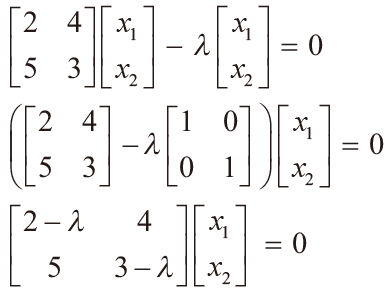 [2 4; 5 3][x₁; x₂] − λ[x₁; x₂] = 0
([2 4; 5 3] − λ[1 0; 0 1])[x₁; x₂] = 0
[2−λ 4; 5 3−λ][x₁; x₂] = 0